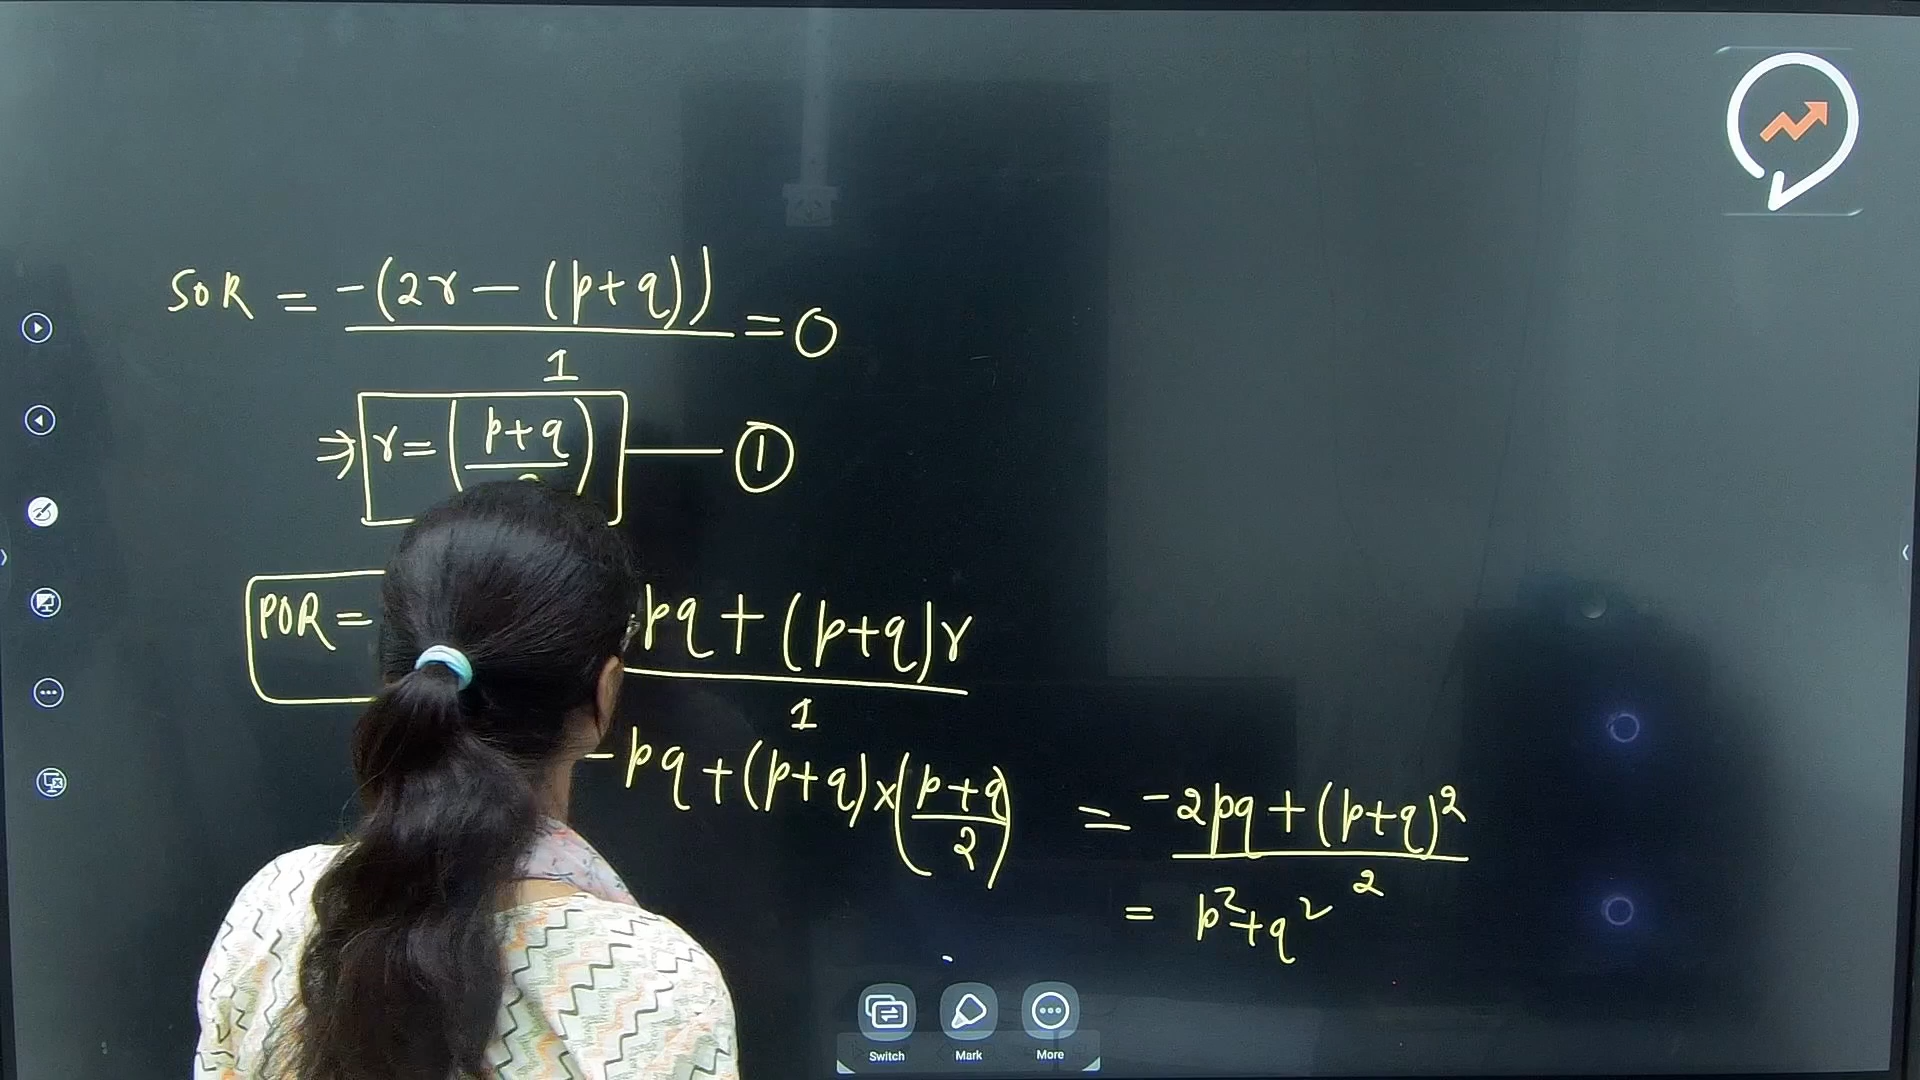 SOR = -(2r - (p+q)) / 1 = 0
⇒ r = (p+q / ) — ①
POR = pq + (p+q)r / 1
-pq + (p+q) × (p+q / 2) = -2pq + (p+q)² / 2
= p² + q²
Switch Mark More